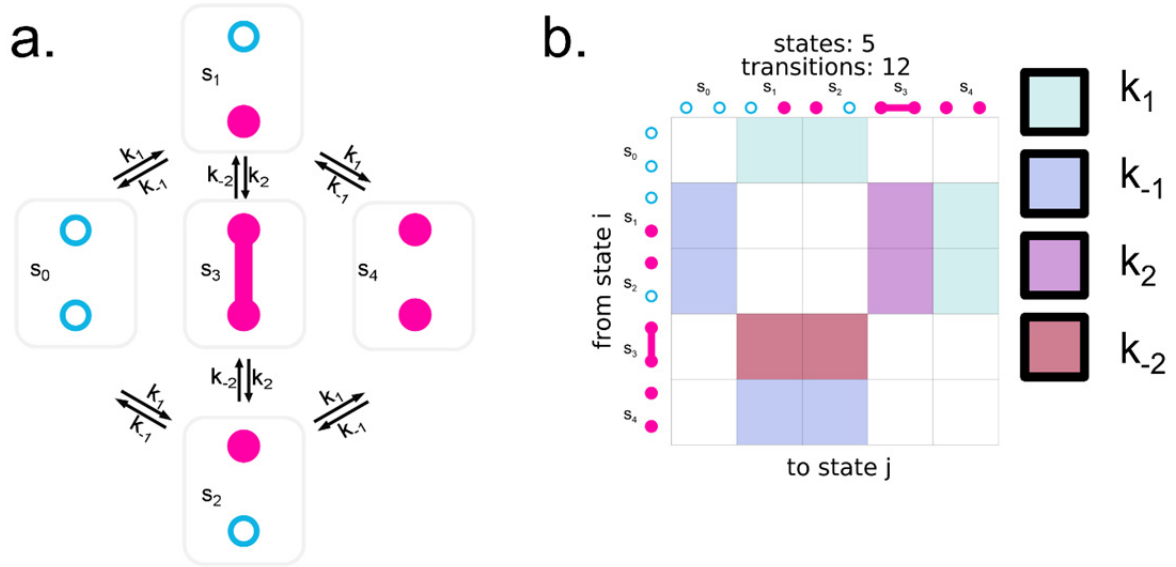 a.
s₁
k₁
k₋₁
k₋₂ k₂
k₁
k₋₁
s₀
s₃
s₄
k₁
k₋₁
k₋₂ k₂
k₁
k₋₁
s₂
b.
states: 5
transitions: 12
s₀ s₁ s₂ s₃ s₄
from state i
s₀
s₁
s₂
s₃
s₄
to state j
k₁
k₋₁
k₂
k₋₂